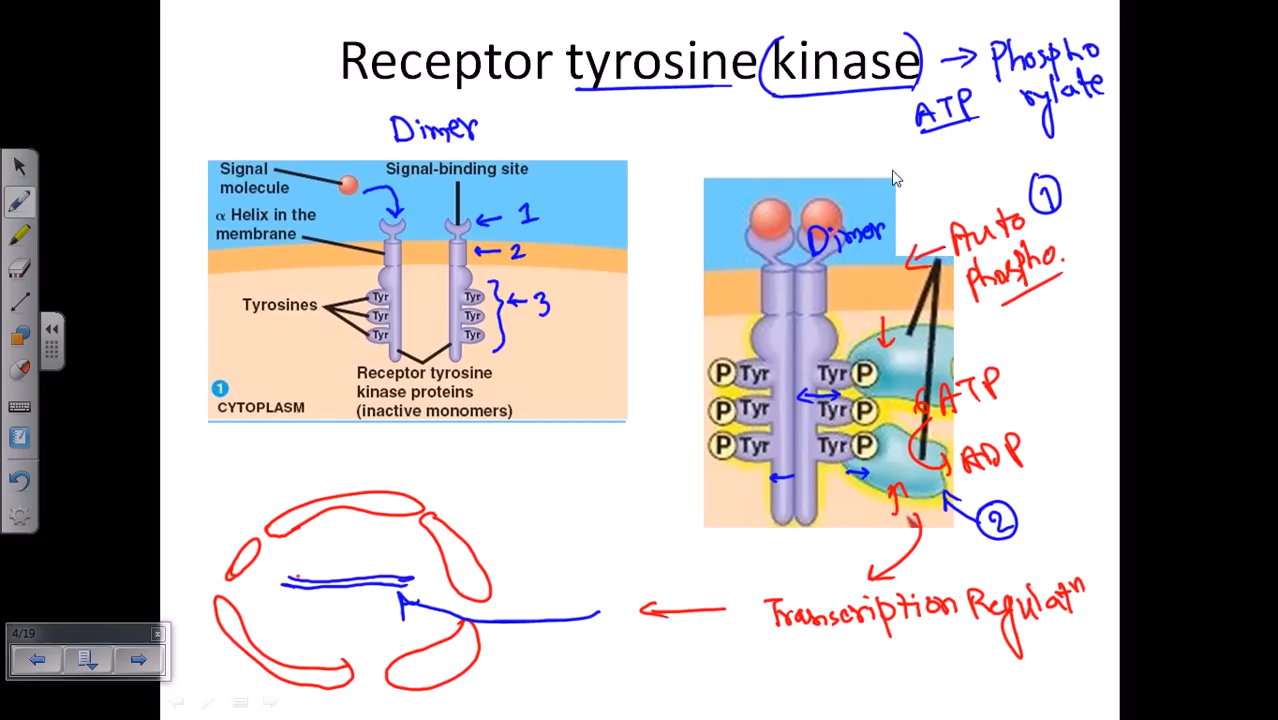 Receptor tyrosine kinase → Phospho
rylate
ATP
Dimer
Signal
molecule
Signal-binding site
α Helix in the
membrane
1
2
Tyrosines
Tyr Tyr
Tyr Tyr
Tyr Tyr
3
Receptor tyrosine
kinase proteins
(inactive monomers)
1
CYTOPLASM
Dimer
Auto 1
phospho.
P Tyr Tyr P
P Tyr Tyr P
P Tyr Tyr P
ATP
ADP
2
Transcription Regulatn
4/19